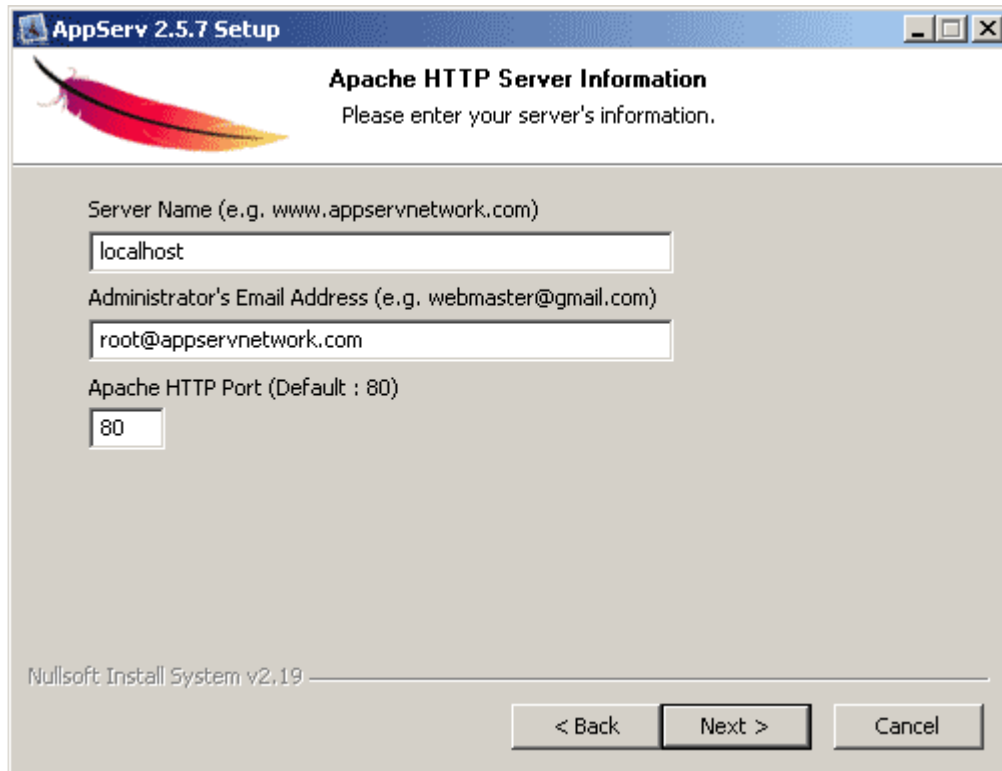 AppServ 2.5.7 Setup
Apache HTTP Server Information
Please enter your server's information.
Server Name (e.g. www.appservnetwork.com)
localhost
Administrator's Email Address (e.g. webmaster@gmail.com)
root@appservnetwork.com
Apache HTTP Port (Default : 80)
80
Nullsoft Install System v2.19
< Back Next > Cancel